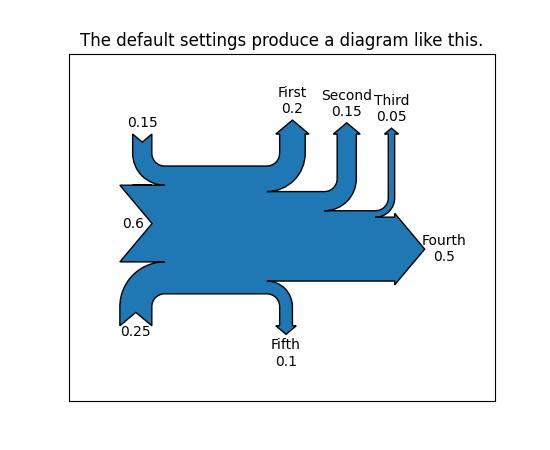 The default settings produce a diagram like this.
First
0.2
Second
0.15
Third
0.05
0.15
0.6
Fourth
0.5
0.25
Fifth
0.1